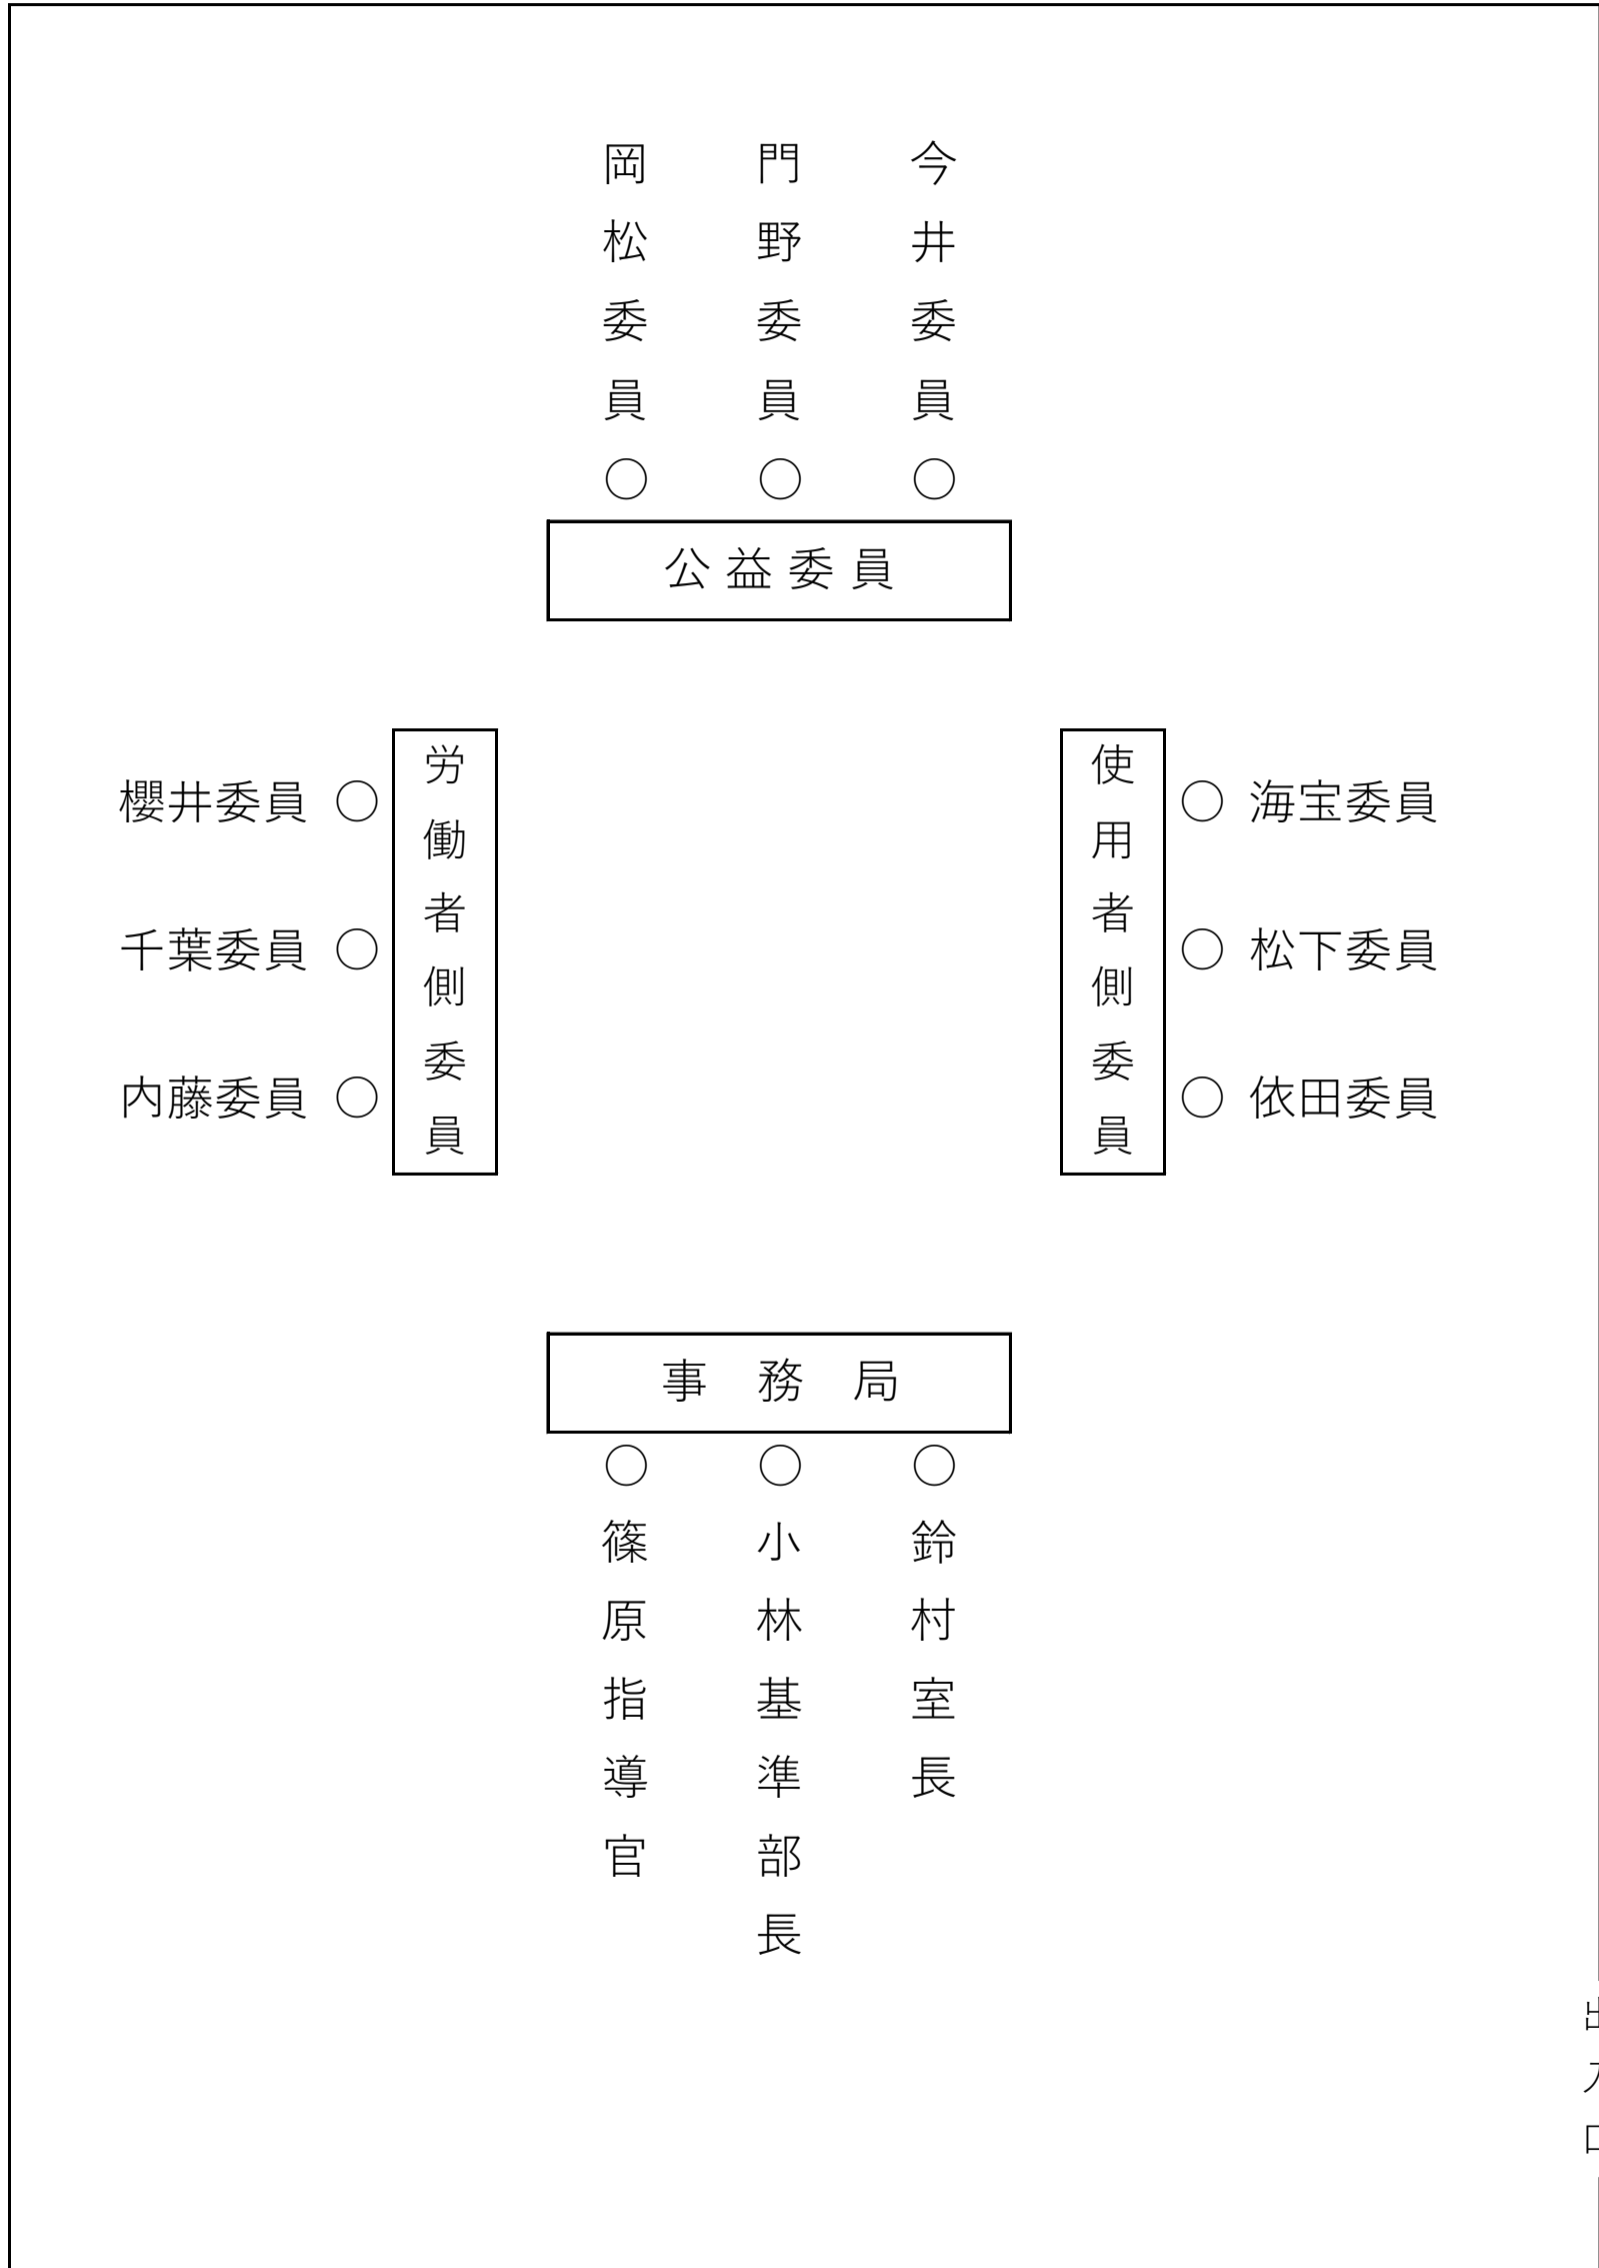 今井委員○
門野委員○
岡松委員○
公益委員
労働者側委員
使用者側委員
櫻井委員 ○
○ 海宝委員
千葉委員 ○
○ 松下委員
内藤委員 ○
○ 依田委員
事 務 局
○鈴村室長
○小林基準部長
○篠原指導官